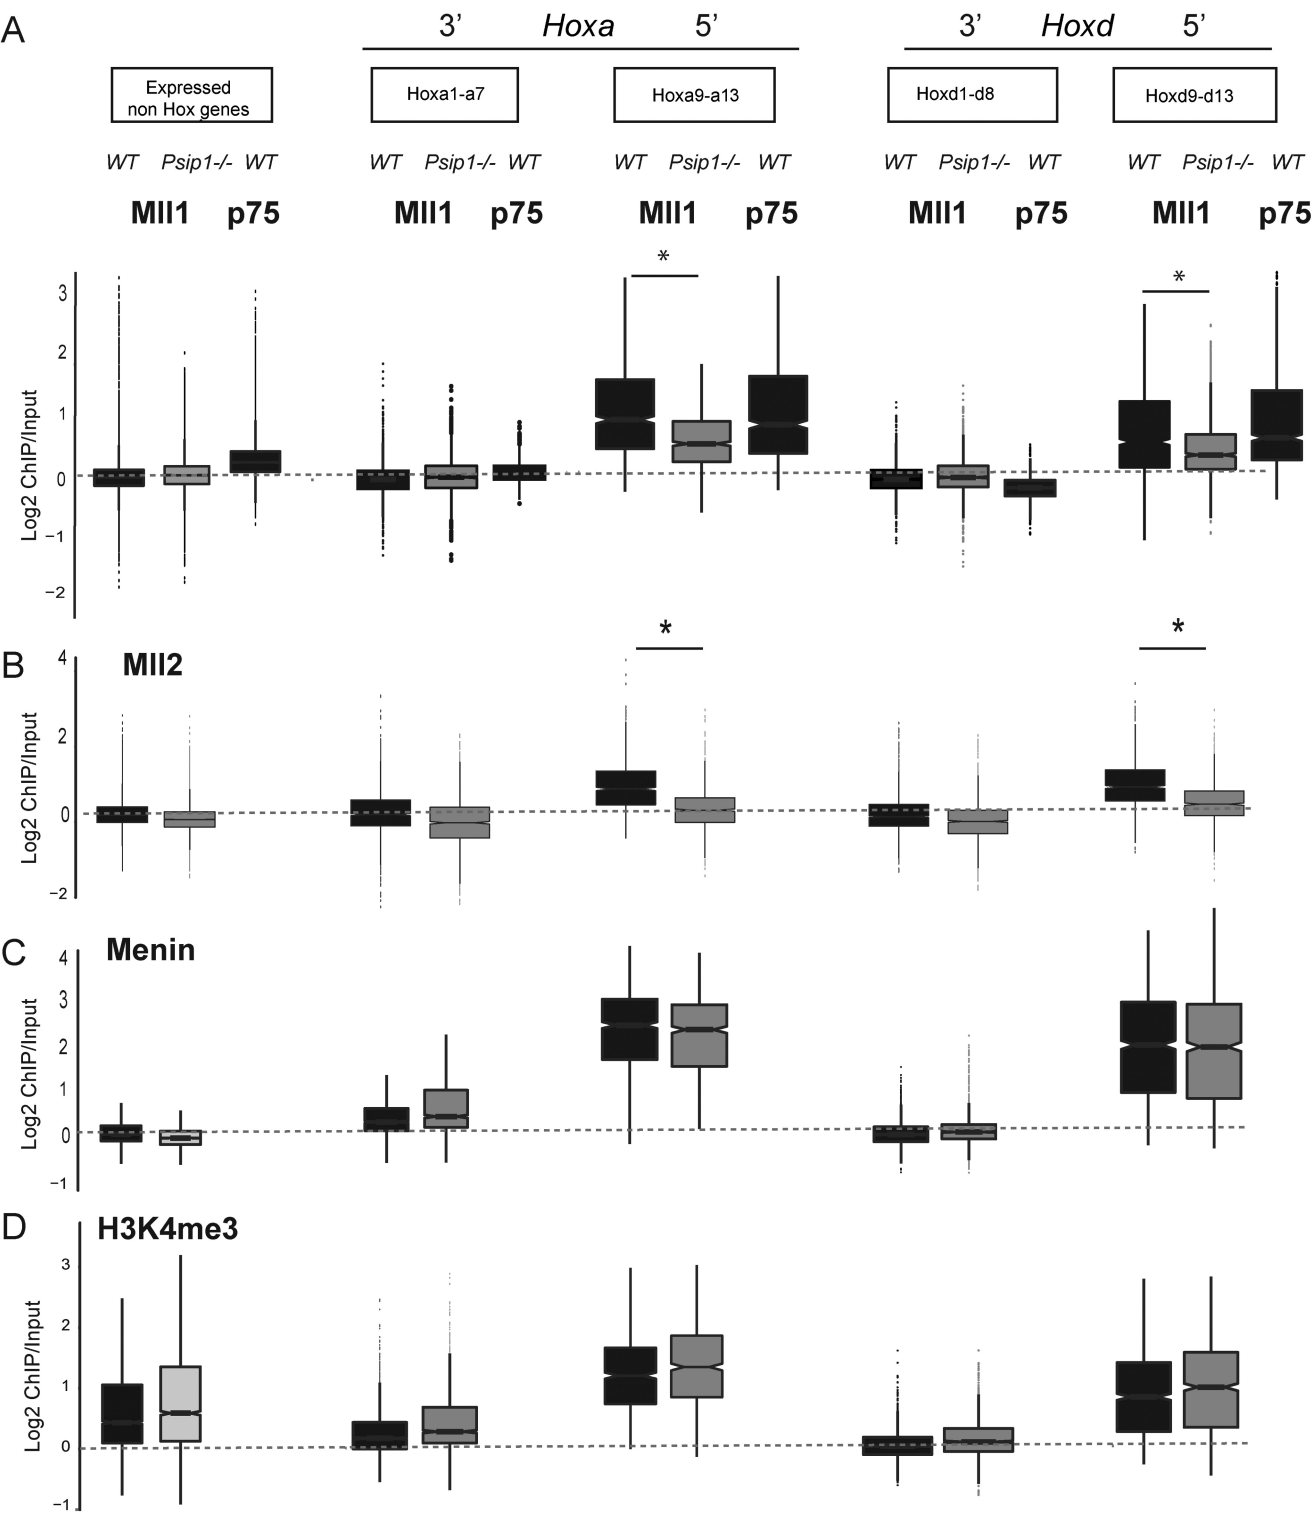 A
3’ Hoxa 5’
3’ Hoxd 5’
Expressed
non Hox genes
Hoxa1-a7
Hoxa9-a13
Hoxd1-d8
Hoxd9-d13
WT Psip1-/- WT
WT Psip1-/- WT
WT Psip1-/- WT
WT Psip1-/- WT
WT Psip1-/- WT
Mll1 p75
Mll1 p75
Mll1 p75
Mll1 p75
Mll1 p75
* *
Log2 ChIP/Input
3
2
1
0
−1
−2
B
Mll2
* *
Log2 ChIP/Input
4
2
0
−2
C
Menin
Log2 ChIP/Input
4
3
2
1
0
−1
D
H3K4me3
Log2 ChIP/Input
3
2
1
0
−1